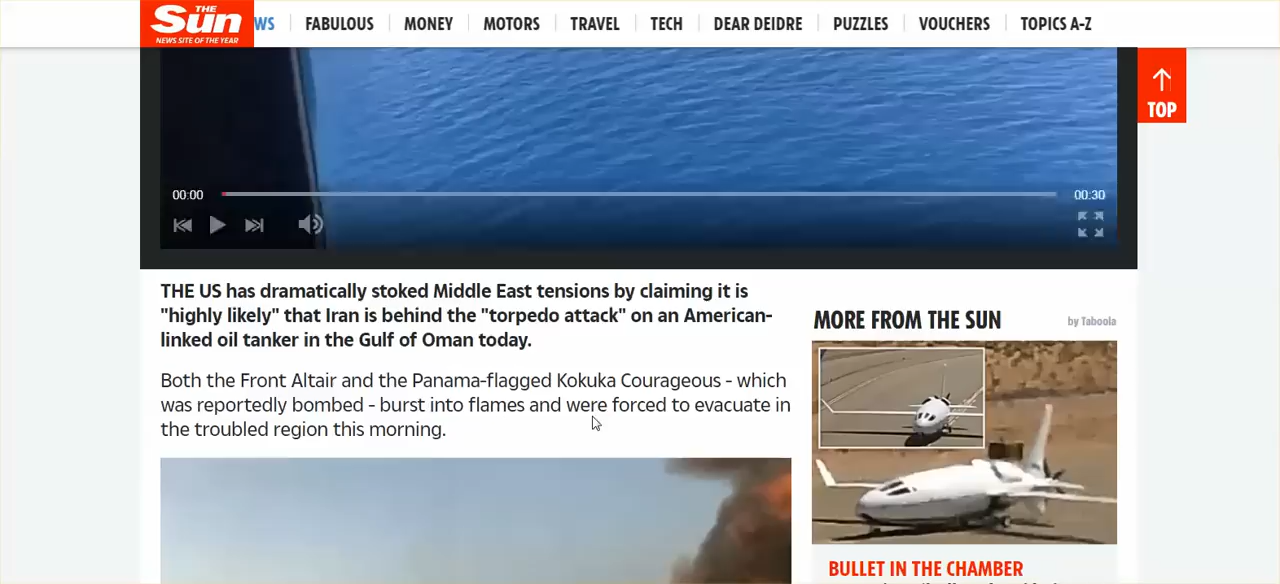 THE
Sun
NEWS SITE OF THE YEAR
WS FABULOUS MONEY MOTORS TRAVEL TECH DEAR DEIDRE PUZZLES VOUCHERS TOPICS A-Z
TOP
00:00 00:30
THE US has dramatically stoked Middle East tensions by claiming it is
"highly likely" that Iran is behind the "torpedo attack" on an American-
linked oil tanker in the Gulf of Oman today.
Both the Front Altair and the Panama-flagged Kokuka Courageous - which
was reportedly bombed - burst into flames and were forced to evacuate in
the troubled region this morning.
MORE FROM THE SUN by Taboola
BULLET IN THE CHAMBER